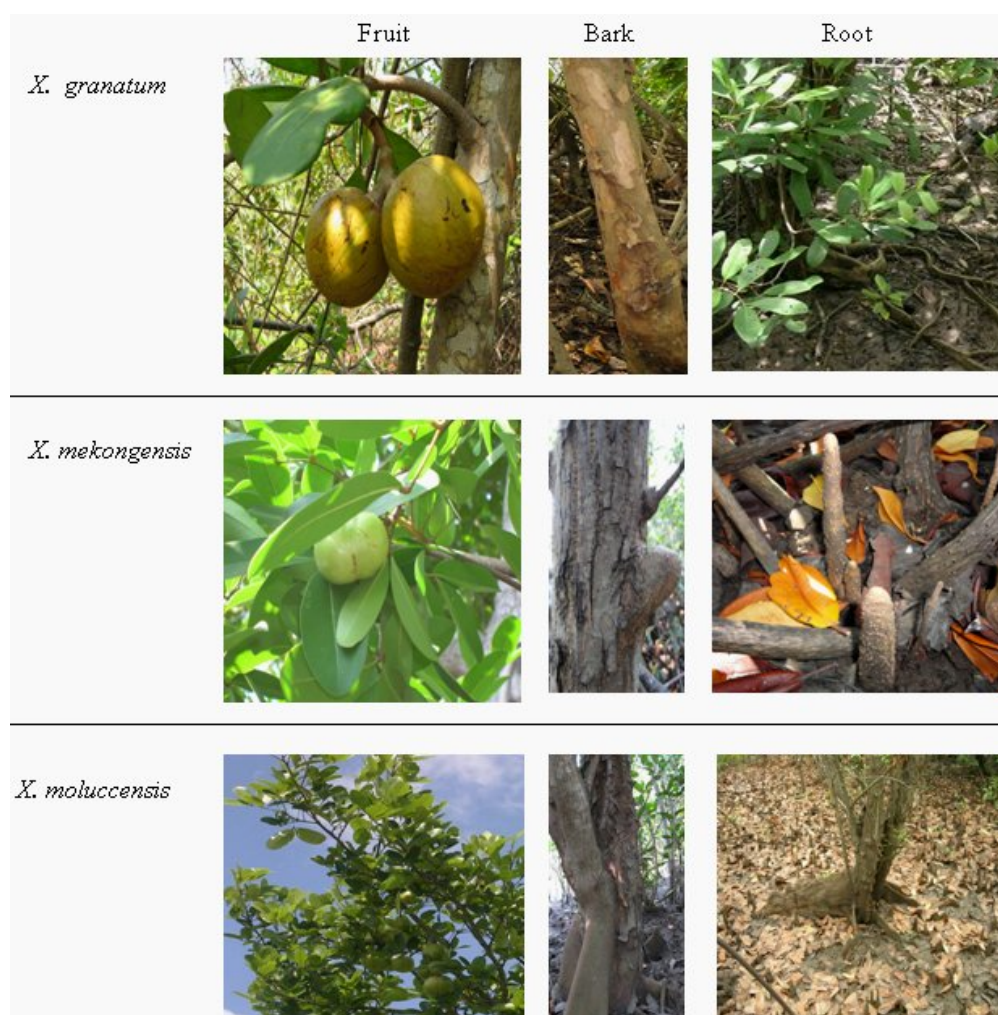 Fruit Bark Root
X. granatum
X. mekongensis
X. moluccensis